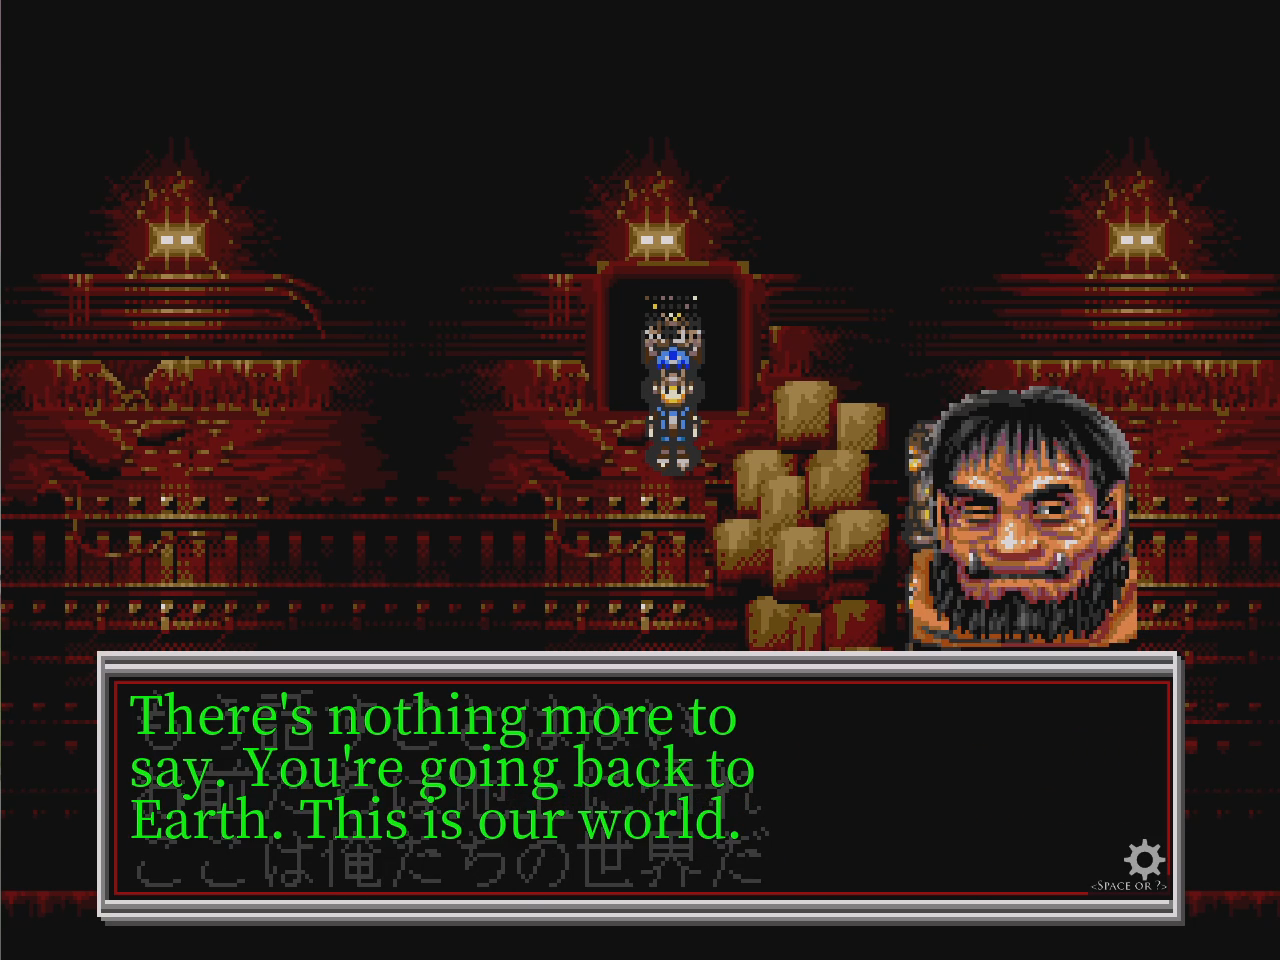 There's nothing more to
say. You're going back to
Earth. This is our world.
ここは俺たちの世界だ
<SPACE OR ?>